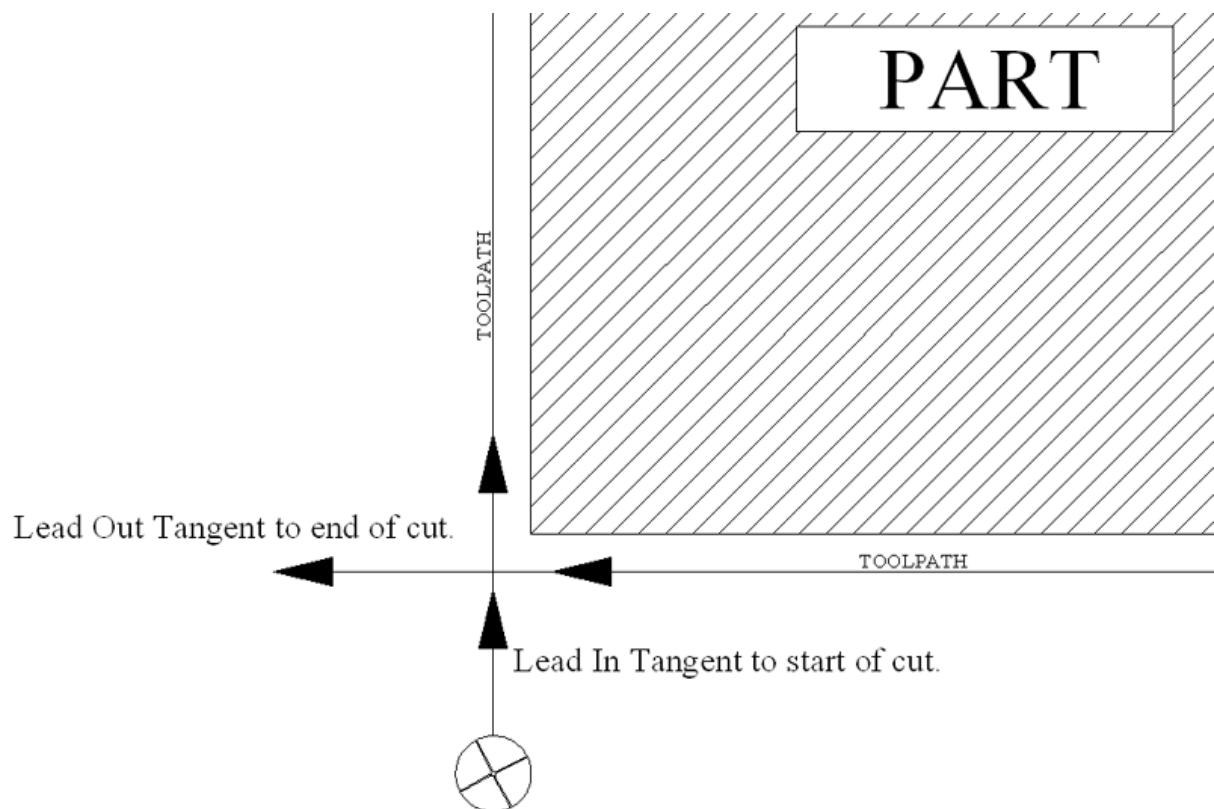 PART
TOOLPATH
Lead Out Tangent to end of cut.
TOOLPATH
Lead In Tangent to start of cut.